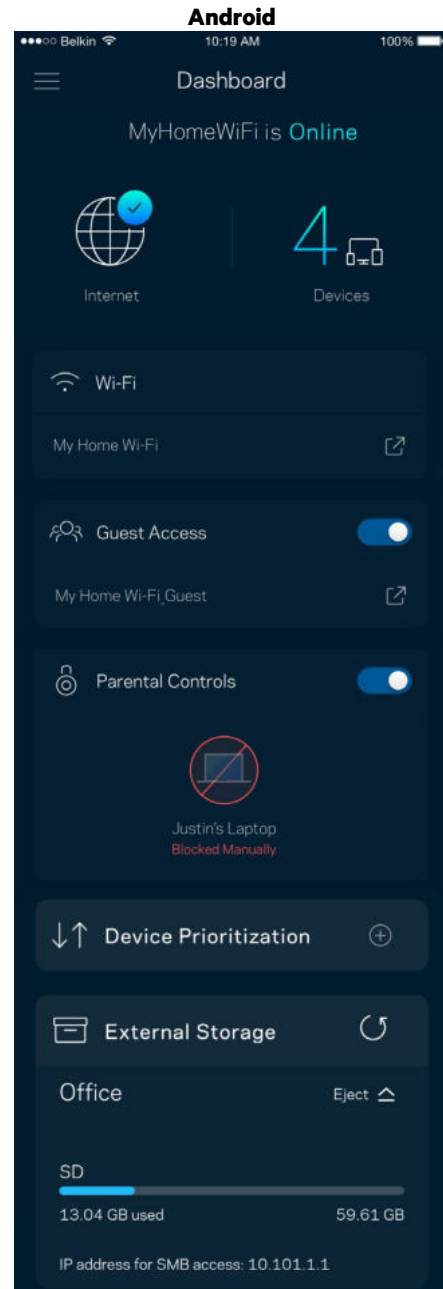 Android
Belkin 10:19 AM 100%
Dashboard
MyHomeWiFi is Online
4
Internet Devices
Wi-Fi
My Home Wi-Fi
Guest Access
My Home Wi-Fi_Guest
Parental Controls
Justin's Laptop
Blocked Manually
Device Prioritization
External Storage
Office Eject
SD
13.04 GB used 59.61 GB
IP address for SMB access: 10.101.1.1